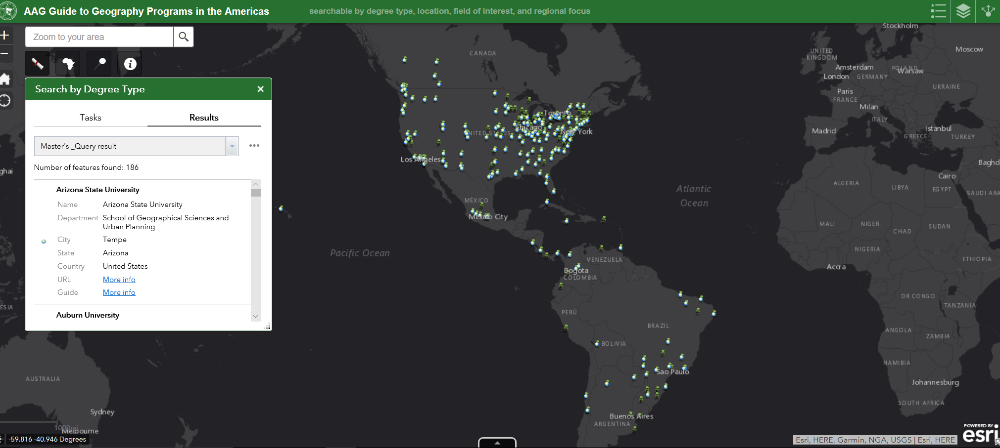 AAG Guide to Geography Programs in the Americas
searchable by degree type, location, field of interest, and regional focus
Zoom to your area
Search by Degree Type
Tasks
Results
Master's _Query result
Number of features found: 186
Arizona State University
Name Arizona State University
Department School of Geographical Sciences and
Urban Planning
City Tempe
State Arizona
Country United States
URL More info
Guide More info
Auburn University
CANADA
Toronto
Chicago
New York
UNITED STATES
Los Angeles
MÉXICO
Mexico City
Pacific Ocean
Atlantic
Ocean
VENEZUELA
Bogota
COLOMBIA
PERÚ
BRAZIL
BOLIVIA
Sao Paulo
Buenos Aires
ARGENTINA
Stockholm
UNITED
KINGDOM
Moscow
Amsterdam
POLAND
Warsaw
London
GERMANY
Paris
FRANCE
UKRAINE
Milan
ITALY
Madrid
Istanbul
GREECE
TURKEY
Baghd
Cairo
ALGERIA
LIBYA
EGYPT
SAUDI ARA
MALI
NIGER
CHAD
SUDAN
NIGERIA
ETHIOPIA
Accra
DR CONGO
TANZANIA
ANGOLA
ZAMBIA
NAMIBIA
Johannesburg
SOUTH AFRICA
ghai
ESIA
AUSTRALIA
Sydney
Melbourne
1000mi
-59.816 -40.946 Degrees
Esri, HERE, Garmin, NGA, USGS | Esri, HERE
POWERED BY
esri